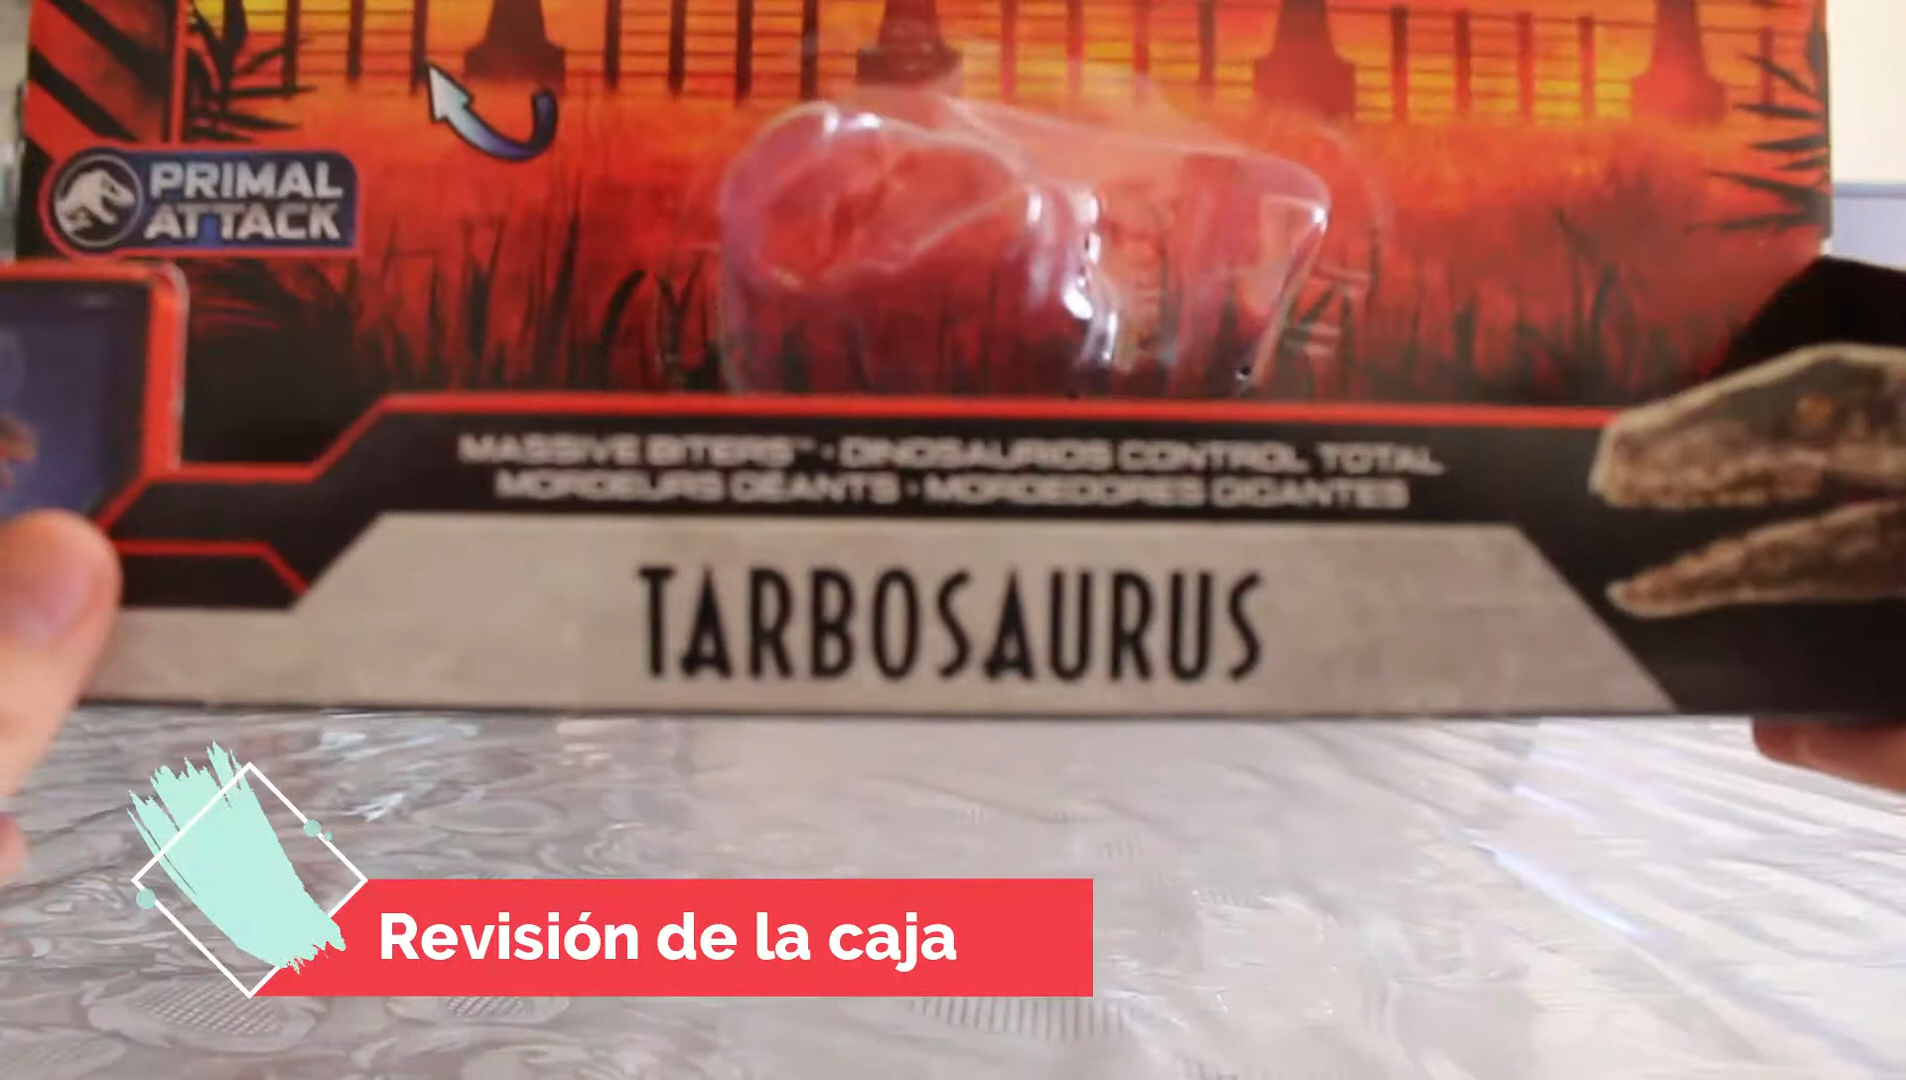 PRIMAL
ATTACK
MASSIVE BITERS™ • DINOSAURIOS CONTROL TOTAL
MORDEURS GÉANTS • MORDEDORES GIGANTES
TARBOSAURUS
Revisión de la caja